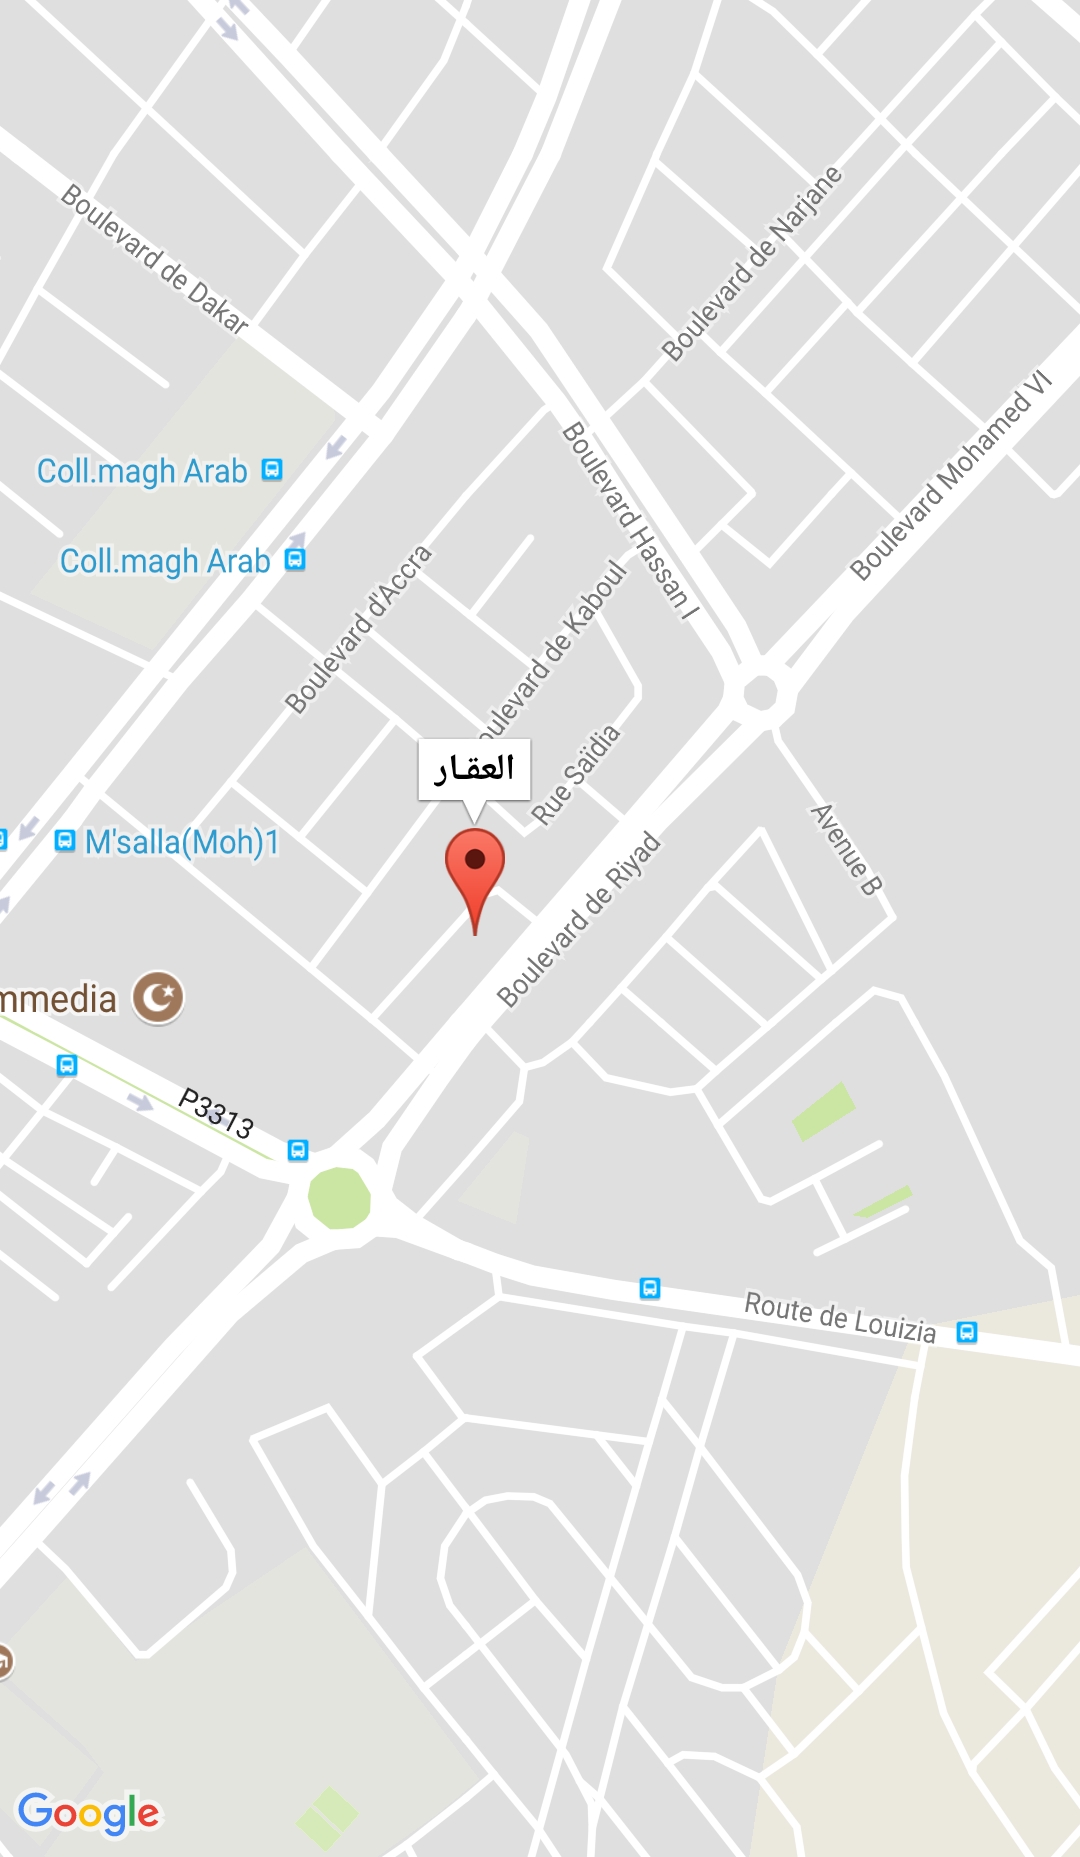 Boulevard de Dakar
Boulevard de Narjane
Boulevard Mohamed VI
Coll.magh Arab
Boulevard Hassan I
Coll.magh Arab
Boulevard d'Accra
oulevard de Kaboul
العقار
Rue Saïdia
M'salla(Moh)1
Avenue B
Boulevard de Riyad
mmedia
P3313
Route de Louizia
Google